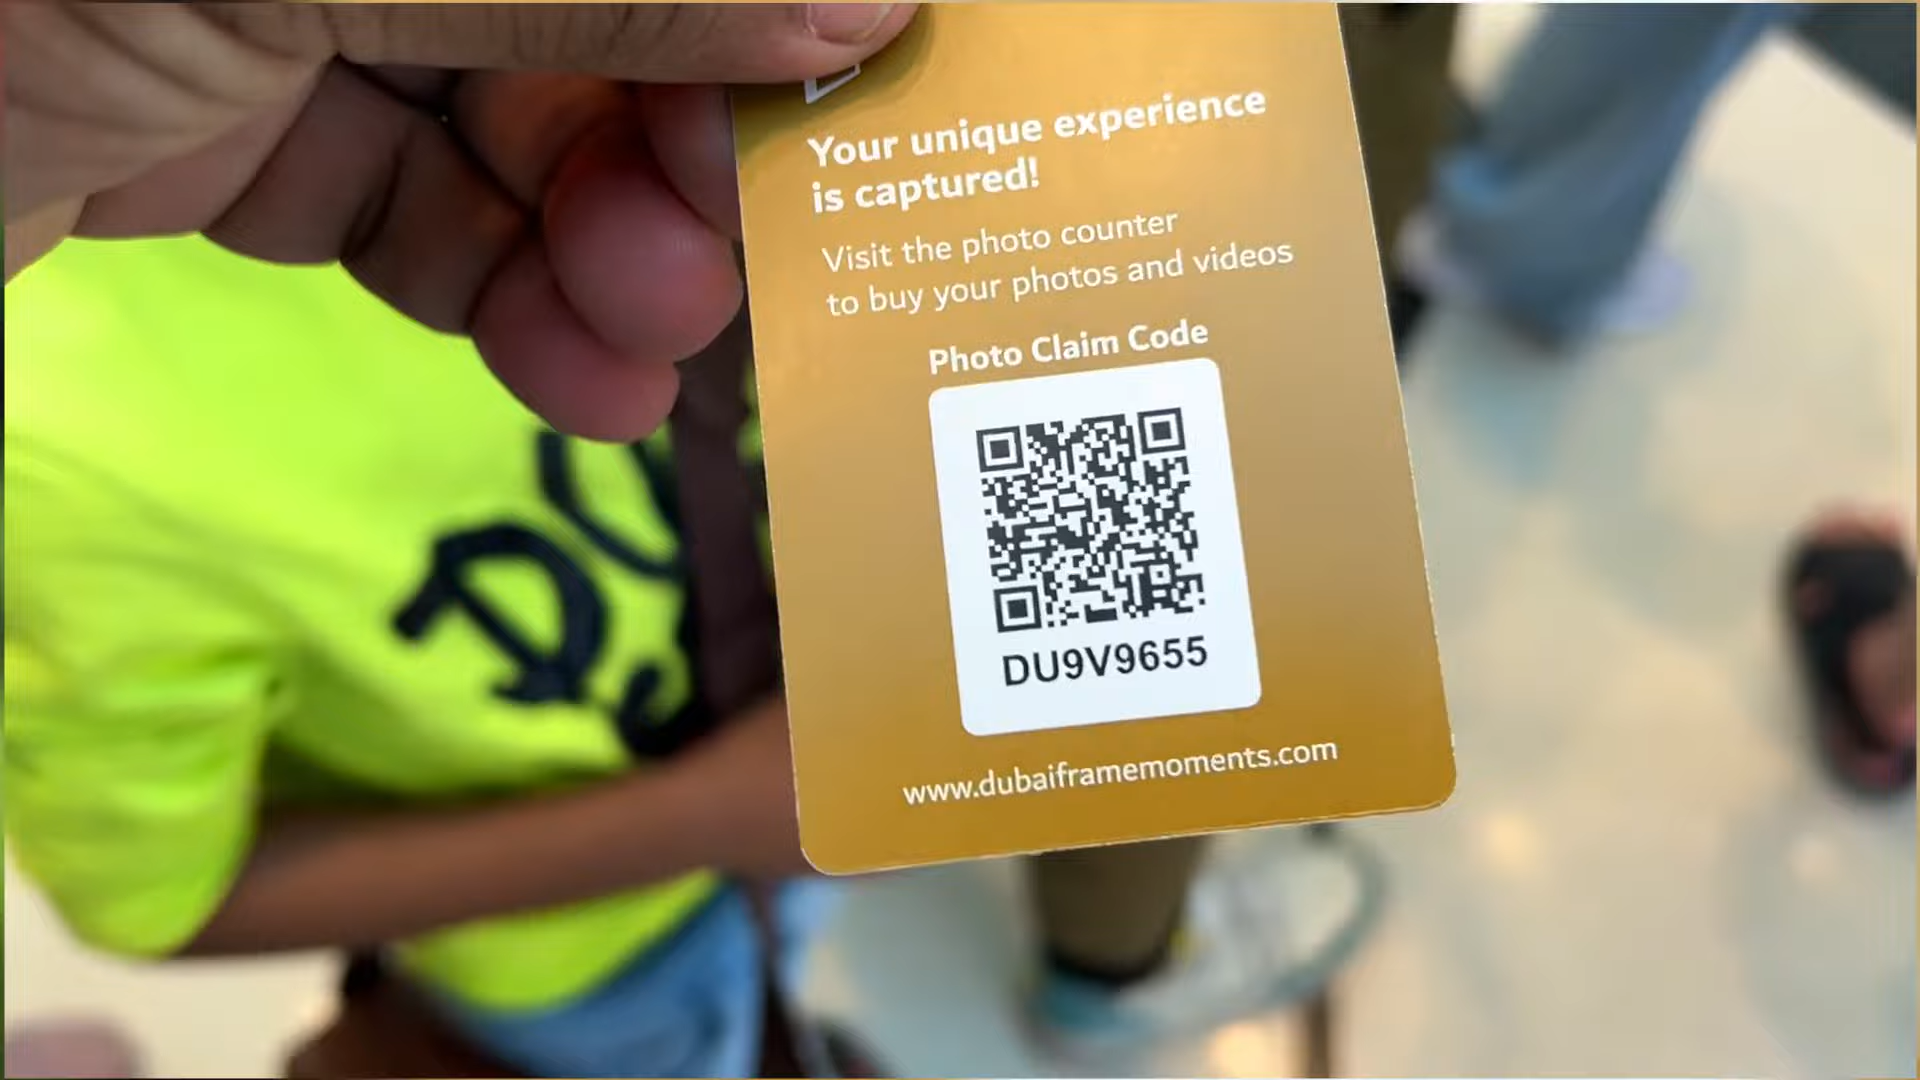 Your unique experience
is captured!
Visit the photo counter
to buy your photos and videos
Photo Claim Code
DU9V9655
www.dubaiframemoments.com